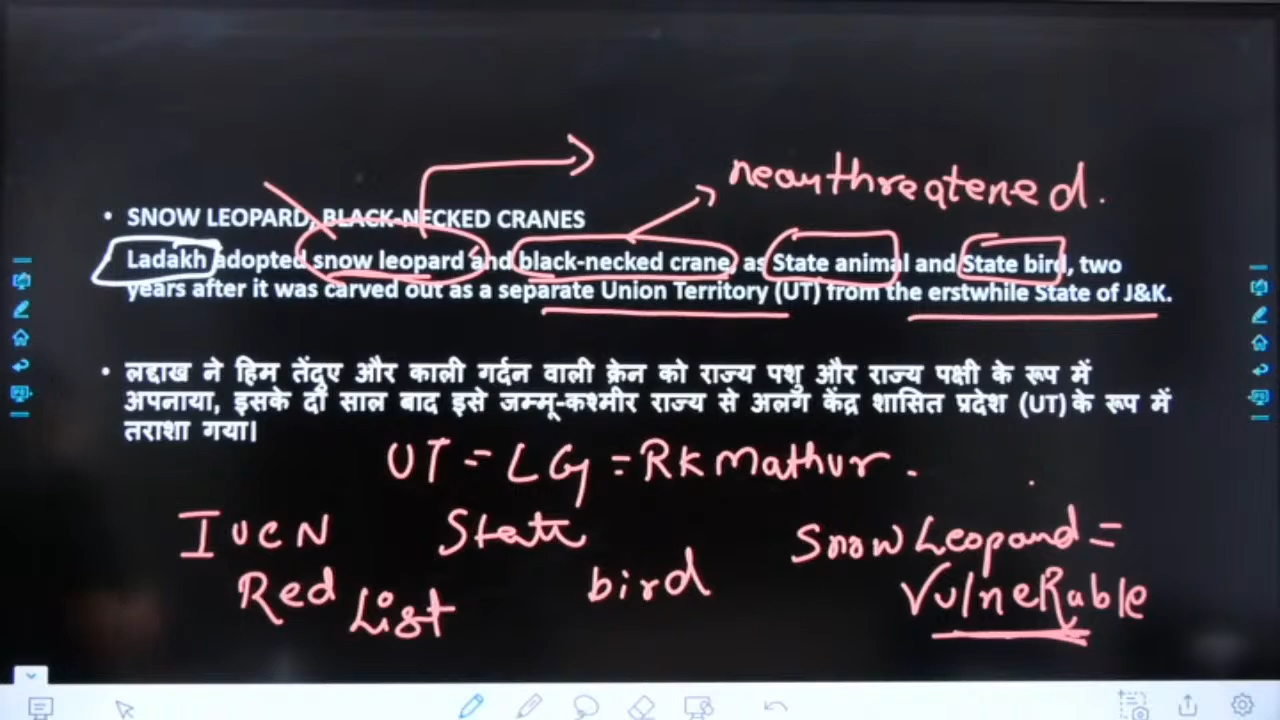 nearthreatened.
• SNOW LEOPARD, BLACK-NECKED CRANES
Ladakh adopted snow leopard and black-necked crane, as State animal and State bird, two
years after it was carved out as a separate Union Territory (UT) from the erstwhile State of J&K.
• लद्दाख ने हिम तेंदुए और काली गर्दन वाली क्रेन को राज्य पशु और राज्य पक्षी के रूप में
अपनाया, इसके दो साल बाद इसे जम्मू-कश्मीर राज्य से अलग केंद्र शासित प्रदेश (UT) के रूप में
तराशा गया।
UT = LG = RK Mathur.
IUCN State Snow Leopard =
Red List bird VulneRable